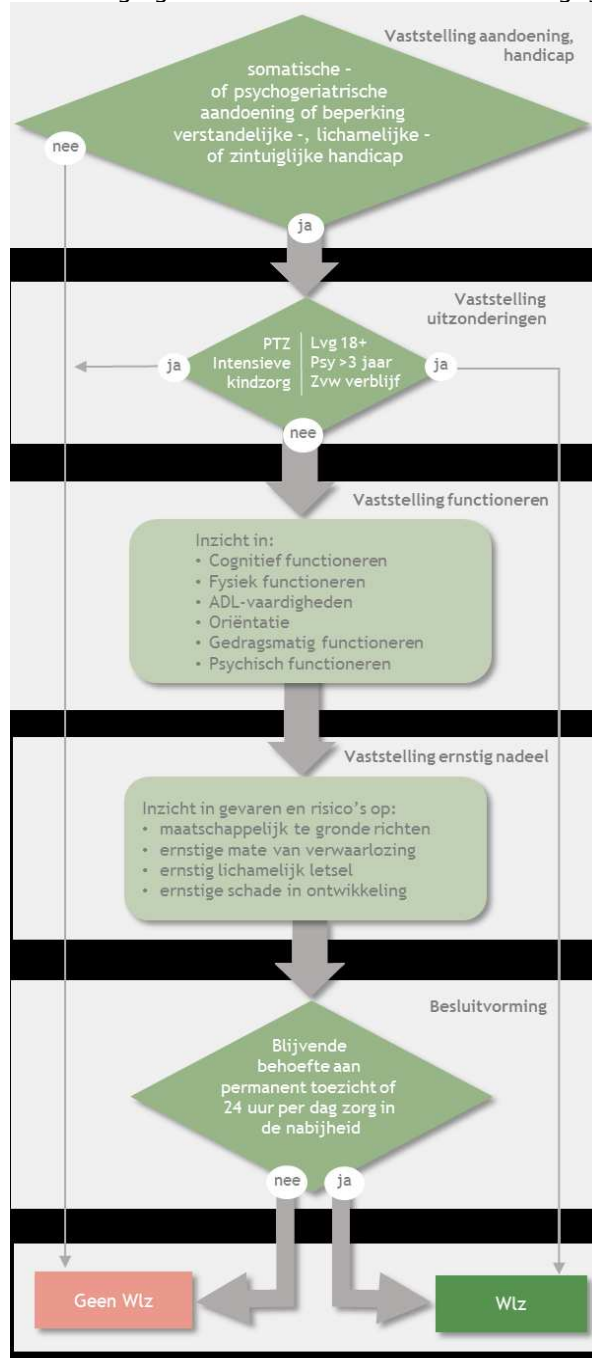 Vaststelling aandoening,
handicap
somatische -
of psychogeriatrische
aandoening of beperking
verstandelijke -, lichamelijke -
of zintuiglijke handicap
nee
ja
Vaststelling
uitzonderingen
PTZ
Intensieve
kindzorg
Lvg 18+
Psy >3 jaar
Zvw verblijf
ja
ja
nee
Vaststelling functioneren
Inzicht in:
• Cognitief functioneren
• Fysiek functioneren
• ADL-vaardigheden
• Oriëntatie
• Gedragsmatig functioneren
• Psychisch functioneren
Vaststelling ernstig nadeel
Inzicht in gevaren en risico's op:
• maatschappelijk te gronde richten
• ernstige mate van verwaarlozing
• ernstig lichamelijk letsel
• ernstige schade in ontwikkeling
Besluitvorming
Blijvende
behoefte aan
permanent toezicht of
24 uur per dag zorg in
de nabijheid
nee
ja
Geen Wlz
Wlz